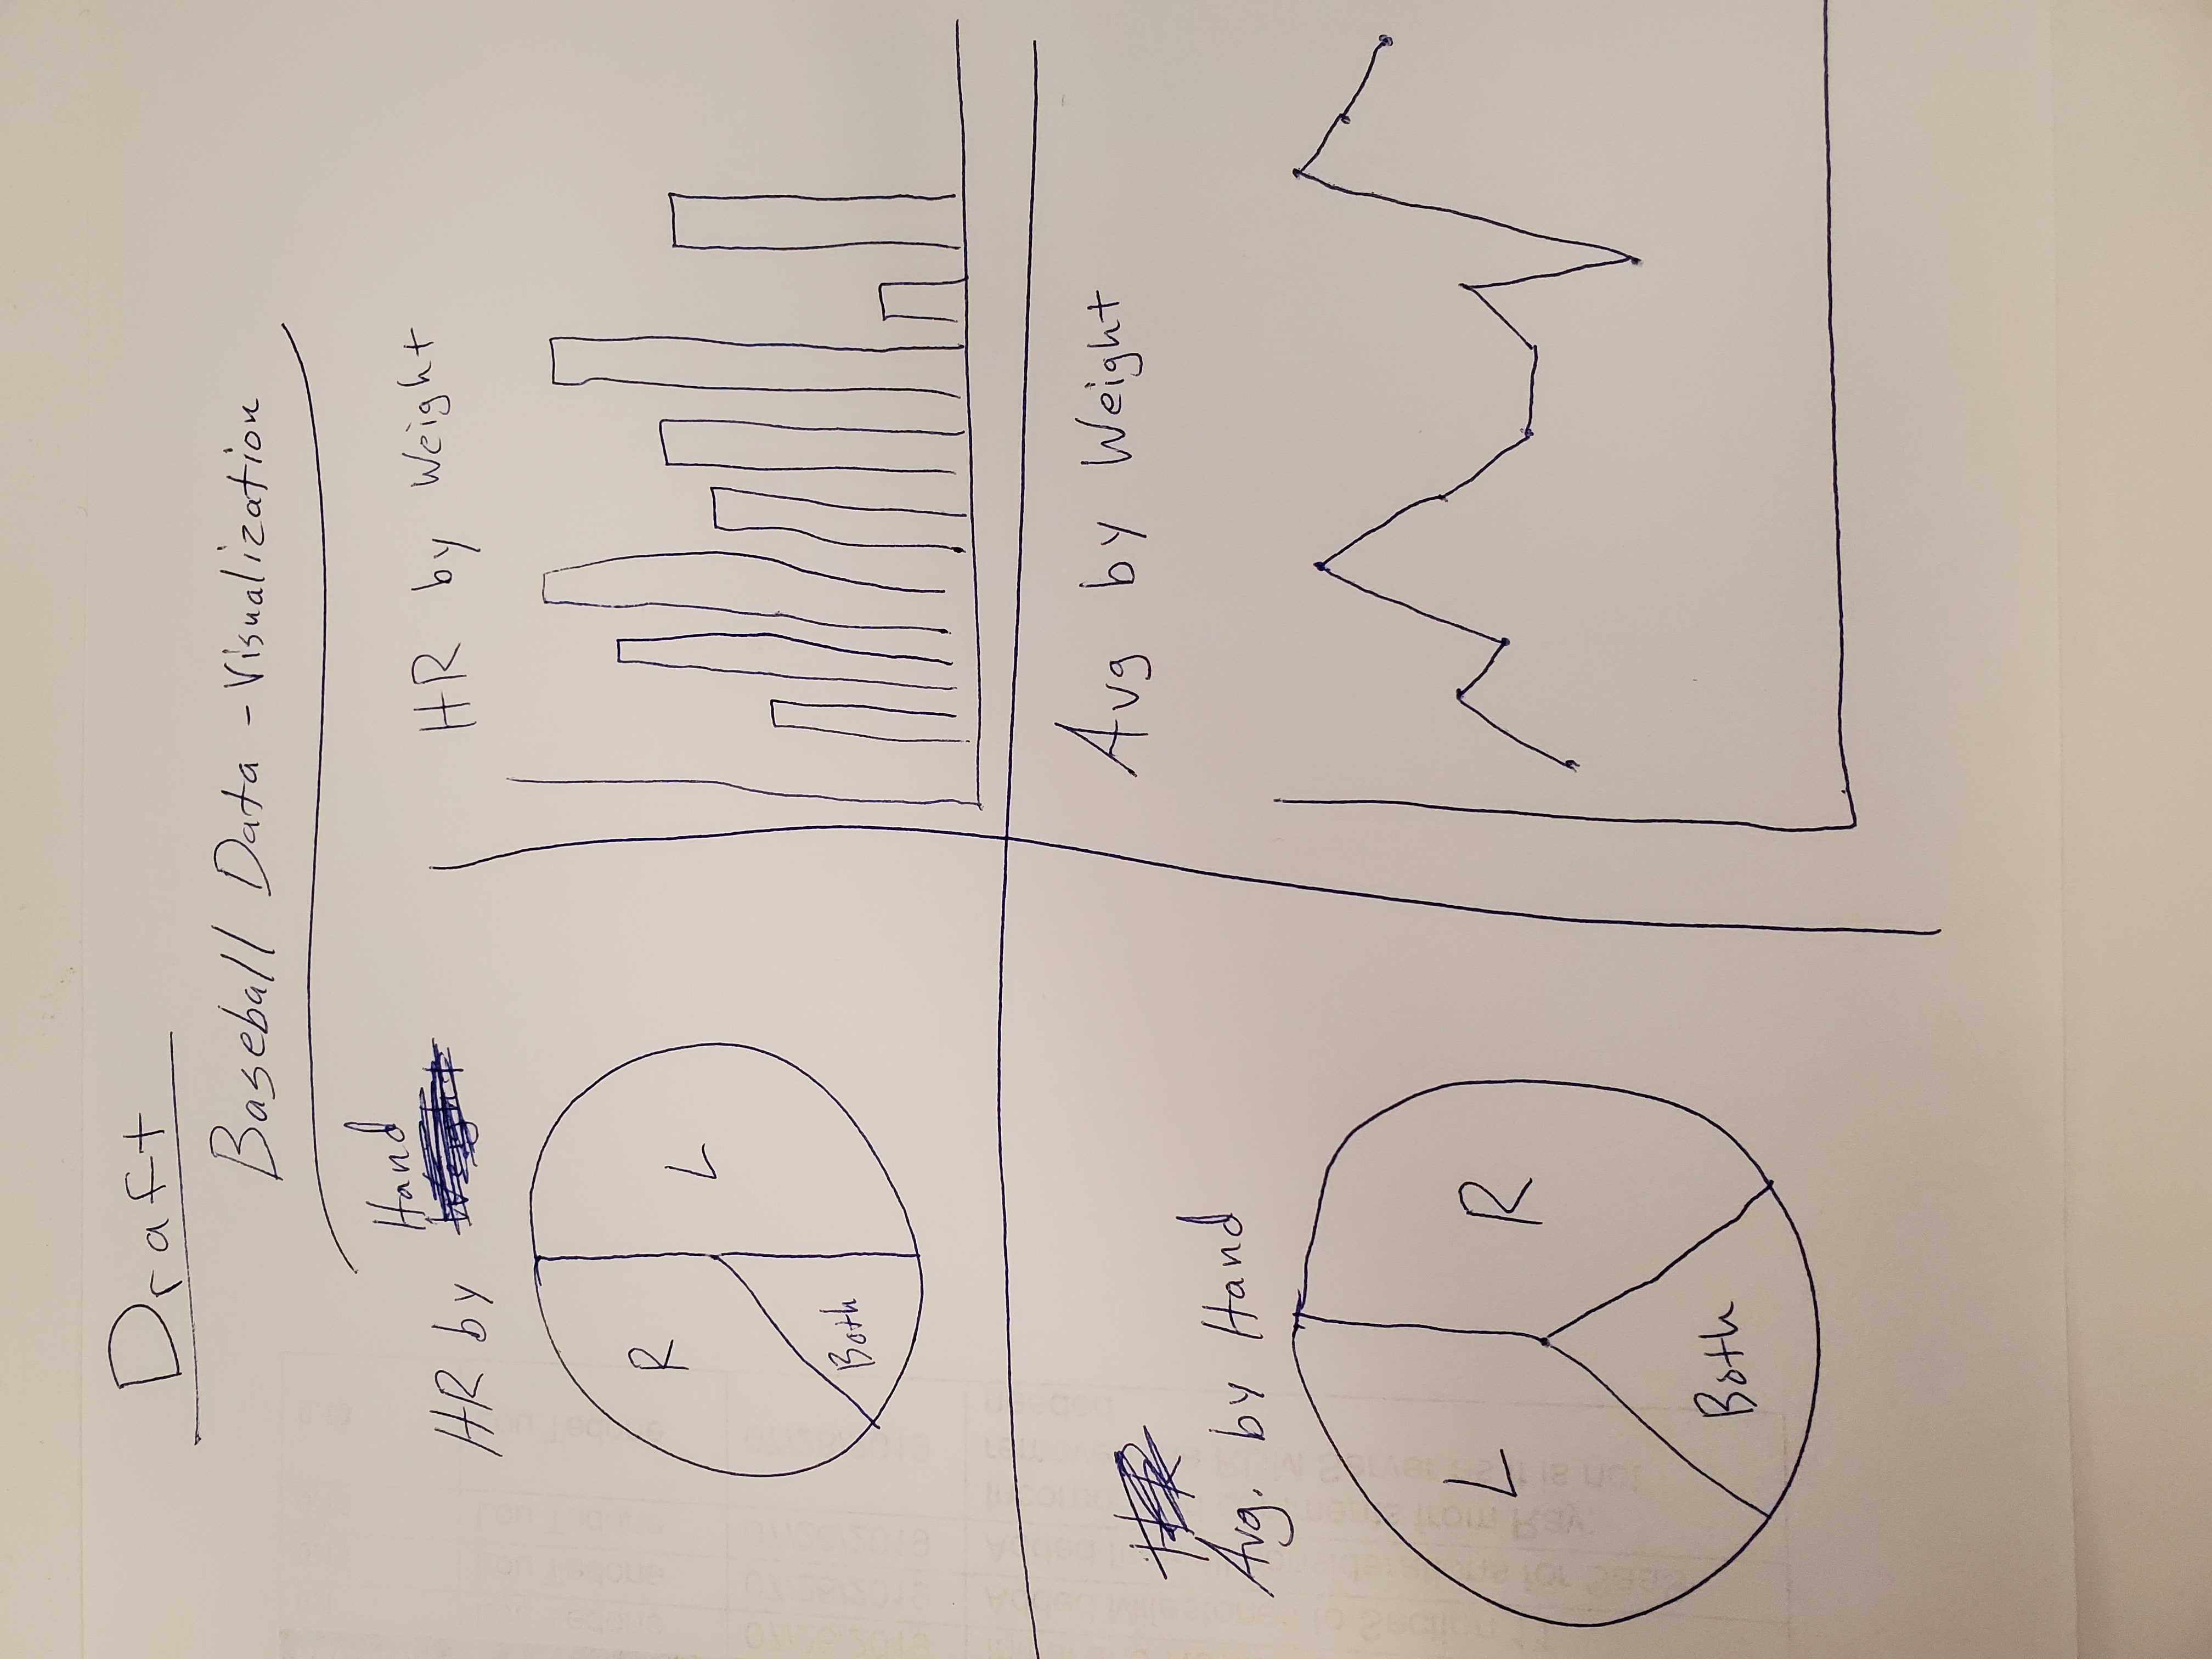 Draft
Baseball Data - Visualization
Hand
HR by
R
L
Both
HR by Weight
Avg. by Hand
L
R
Both
Avg by Weight